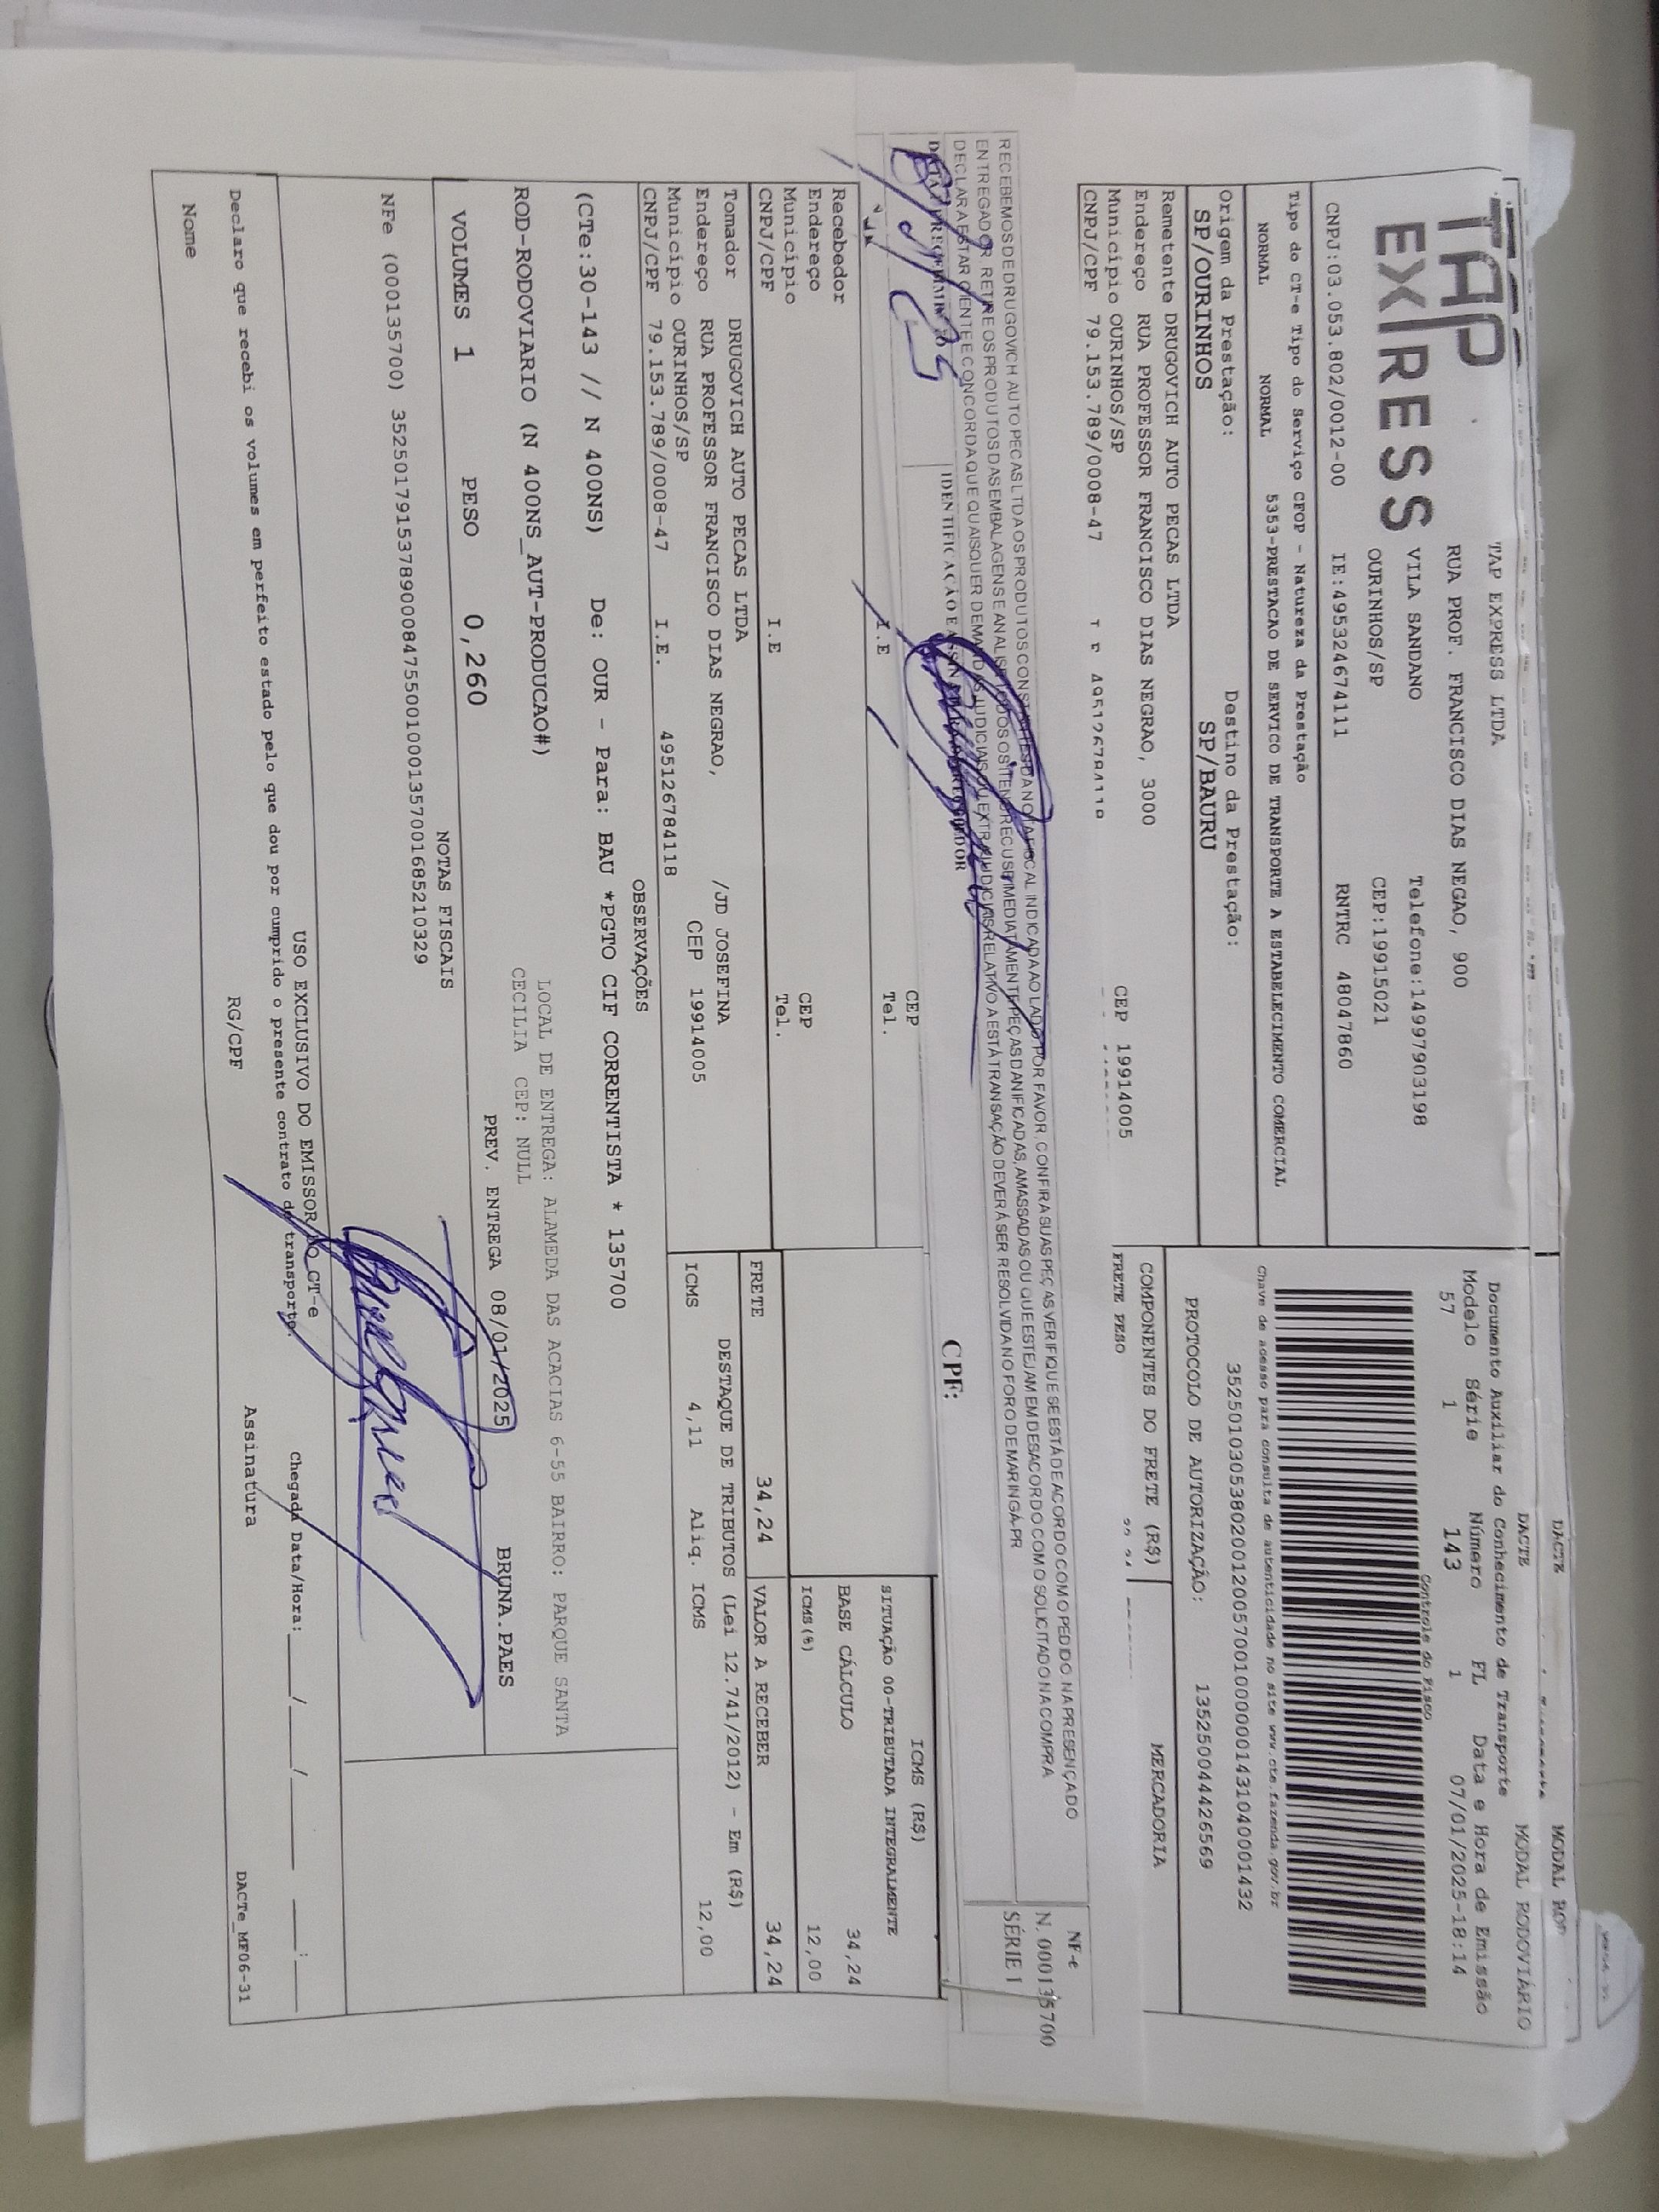 TAP
EXPRESS
TAP EXPRESS LTDA
RUA PROF. FRANCISCO DIAS NEGAO, 900
VILA SANDANO Telefone:14997903198
OURINHOS/SP CEP:19915021
CNPJ:03.053.802/0012-00 IE:495324674111 RNTRC 48047860
DACTE MODAL ROD
DACTE MODAL RODOVIÁRIO
Documento Auxiliar do Conhecimento de Transporte
Modelo Série Número FL Data e Hora de Emissão
57 1 143 1 07/01/2025-18:14
Controle do Fisco
Tipo do CT-e Tipo do Serviço CFOP - Natureza da Prestação
NORMAL NORMAL 5353-PRESTACAO DE SERVICO DE TRANSPORTE A ESTABELECIMENTO COMERCIAL
Chave de acesso para consulta de autenticidade no site www.cte.fazenda.gov.br
35250103053802001200570010000001431040001432
Origem da Prestação: Destino da Prestação:
SP/OURINHOS SP/BAURU
PROTOCOLO DE AUTORIZAÇÃO: 135250044426569
Remetente DRUGOVICH AUTO PECAS LTDA
Endereço RUA PROFESSOR FRANCISCO DIAS NEGRAO, 3000
Município OURINHOS/SP CEP 19914005
CNPJ/CPF 79.153.789/0008-47
COMPONENTES DO FRETE (R$) MERCADORIA
FRETE PESO
RECEBEMOS DE DRUGOVICH AUTO PECAS LTDA OS PRODUTOS CONSTANTES DA NOTA FISCAL INDICADA AO LADO. POR FAVOR, CONFIRA SUAS PEÇAS VERIFIQUE SE ESTÁ DE ACORDO COM O PEDIDO. NA PRESENÇA DO
ENTREGADOR, RETIRE OS PRODUTOS DAS EMBALAGENS E ANALISE TODOS OS ITENS RECUSE IMEDIATAMENTE PEÇAS DANIFICADAS, AMASSADAS OU QUE ESTEJAM EM DESACORDO COM O SOLICITADO NA COMPRA
DECLARA ESTAR CIENTE E CONCORDA QUE QUAISQUER DEMANDAS JUDICIAIS OU EXTRAJUDICIAIS RELATIVO A ESTÁ TRANSAÇÃO DEVERÁ SER RESOLVIDA NO FORO DE MARINGÁ-PR
IDENTIFICAÇÃO E ASSINATURA DO RECEBEDOR
CPF:
NF-e
N. 000135700
SÉRIE 1
I.E CEP
Tel.
Recebedor
Endereço
Município CEP
CNPJ/CPF I.E Tel.
ICMS (R$)
SITUAÇÃO 00-TRIBUTADA INTEGRALMENTE
BASE CÁLCULO 34,24
ICMS(%) 12,00
Tomador DRUGOVICH AUTO PECAS LTDA
Endereço RUA PROFESSOR FRANCISCO DIAS NEGRAO, /JD JOSEFINA
Município OURINHOS/SP CEP 19914005
CNPJ/CPF 79.153.789/0008-47 I.E. 495126784118
FRETE 34,24 VALOR A RECEBER 34,24
DESTAQUE DE TRIBUTOS (Lei 12.741/2012) - Em (R$)
ICMS 4,11 Aliq. ICMS 12,00
OBSERVAÇÕES
(CTe:30-143 // N 400NS) De: OUR - Para: BAU *PGTO CIF CORRENTISTA * 135700
LOCAL DE ENTREGA: ALAMEDA DAS ACACIAS 6-55 BAIRRO: PARQUE SANTA
CECILIA CEP: NULL
ROD-RODOVIARIO (N 400NS_AUT-PRODUCAO#)
PREV. ENTREGA 08/01/2025 BRUNA.PAES
VOLUMES 1 PESO 0,260
NOTAS FISCAIS
NFe (000135700) 35250179153789000847550010001357001685210329
USO EXCLUSIVO DO EMISSOR DO CT-e
Declaro que recebi os volumes em perfeito estado pelo que dou por cumprido o presente contrato de transporte.
Chegada Data/Hora:____/____/______ ____:____
Nome RG/CPF Assinatura
DACTe_MF06-31